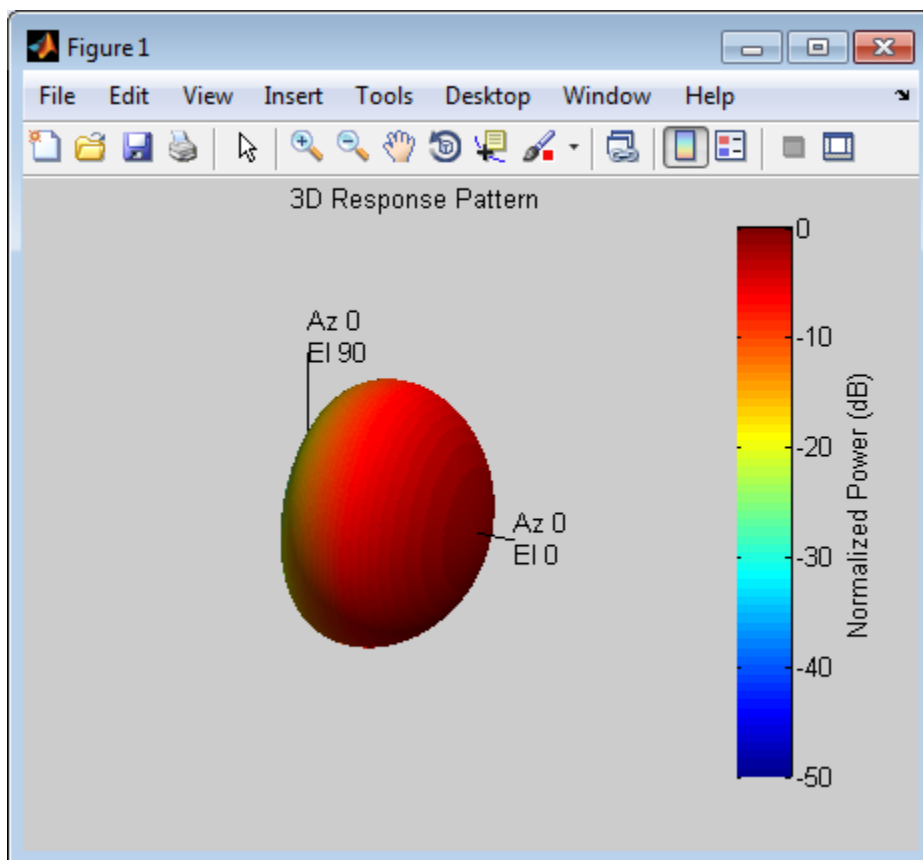 Figure 1
File Edit View Insert Tools Desktop Window Help
3D Response Pattern
Az 0
El 90
Az 0
El 0
0
-10
-20
-30
-40
-50
Normalized Power (dB)